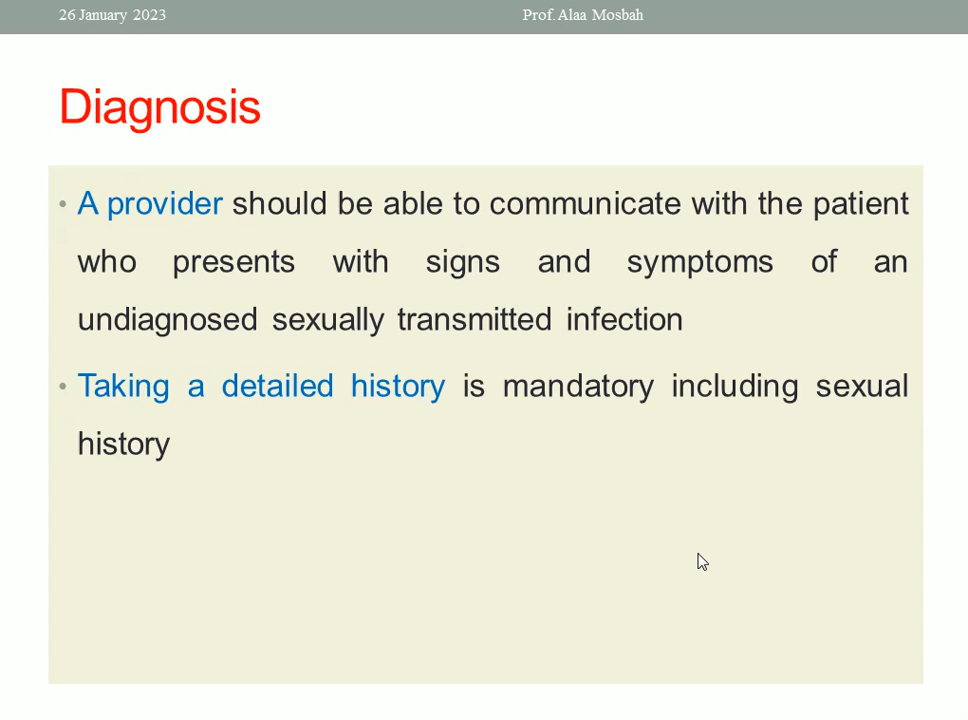 26 January 2023
Prof. Alaa Mosbah
Diagnosis
• A provider should be able to communicate with the patient
who presents with signs and symptoms of an
undiagnosed sexually transmitted infection
• Taking a detailed history is mandatory including sexual
history